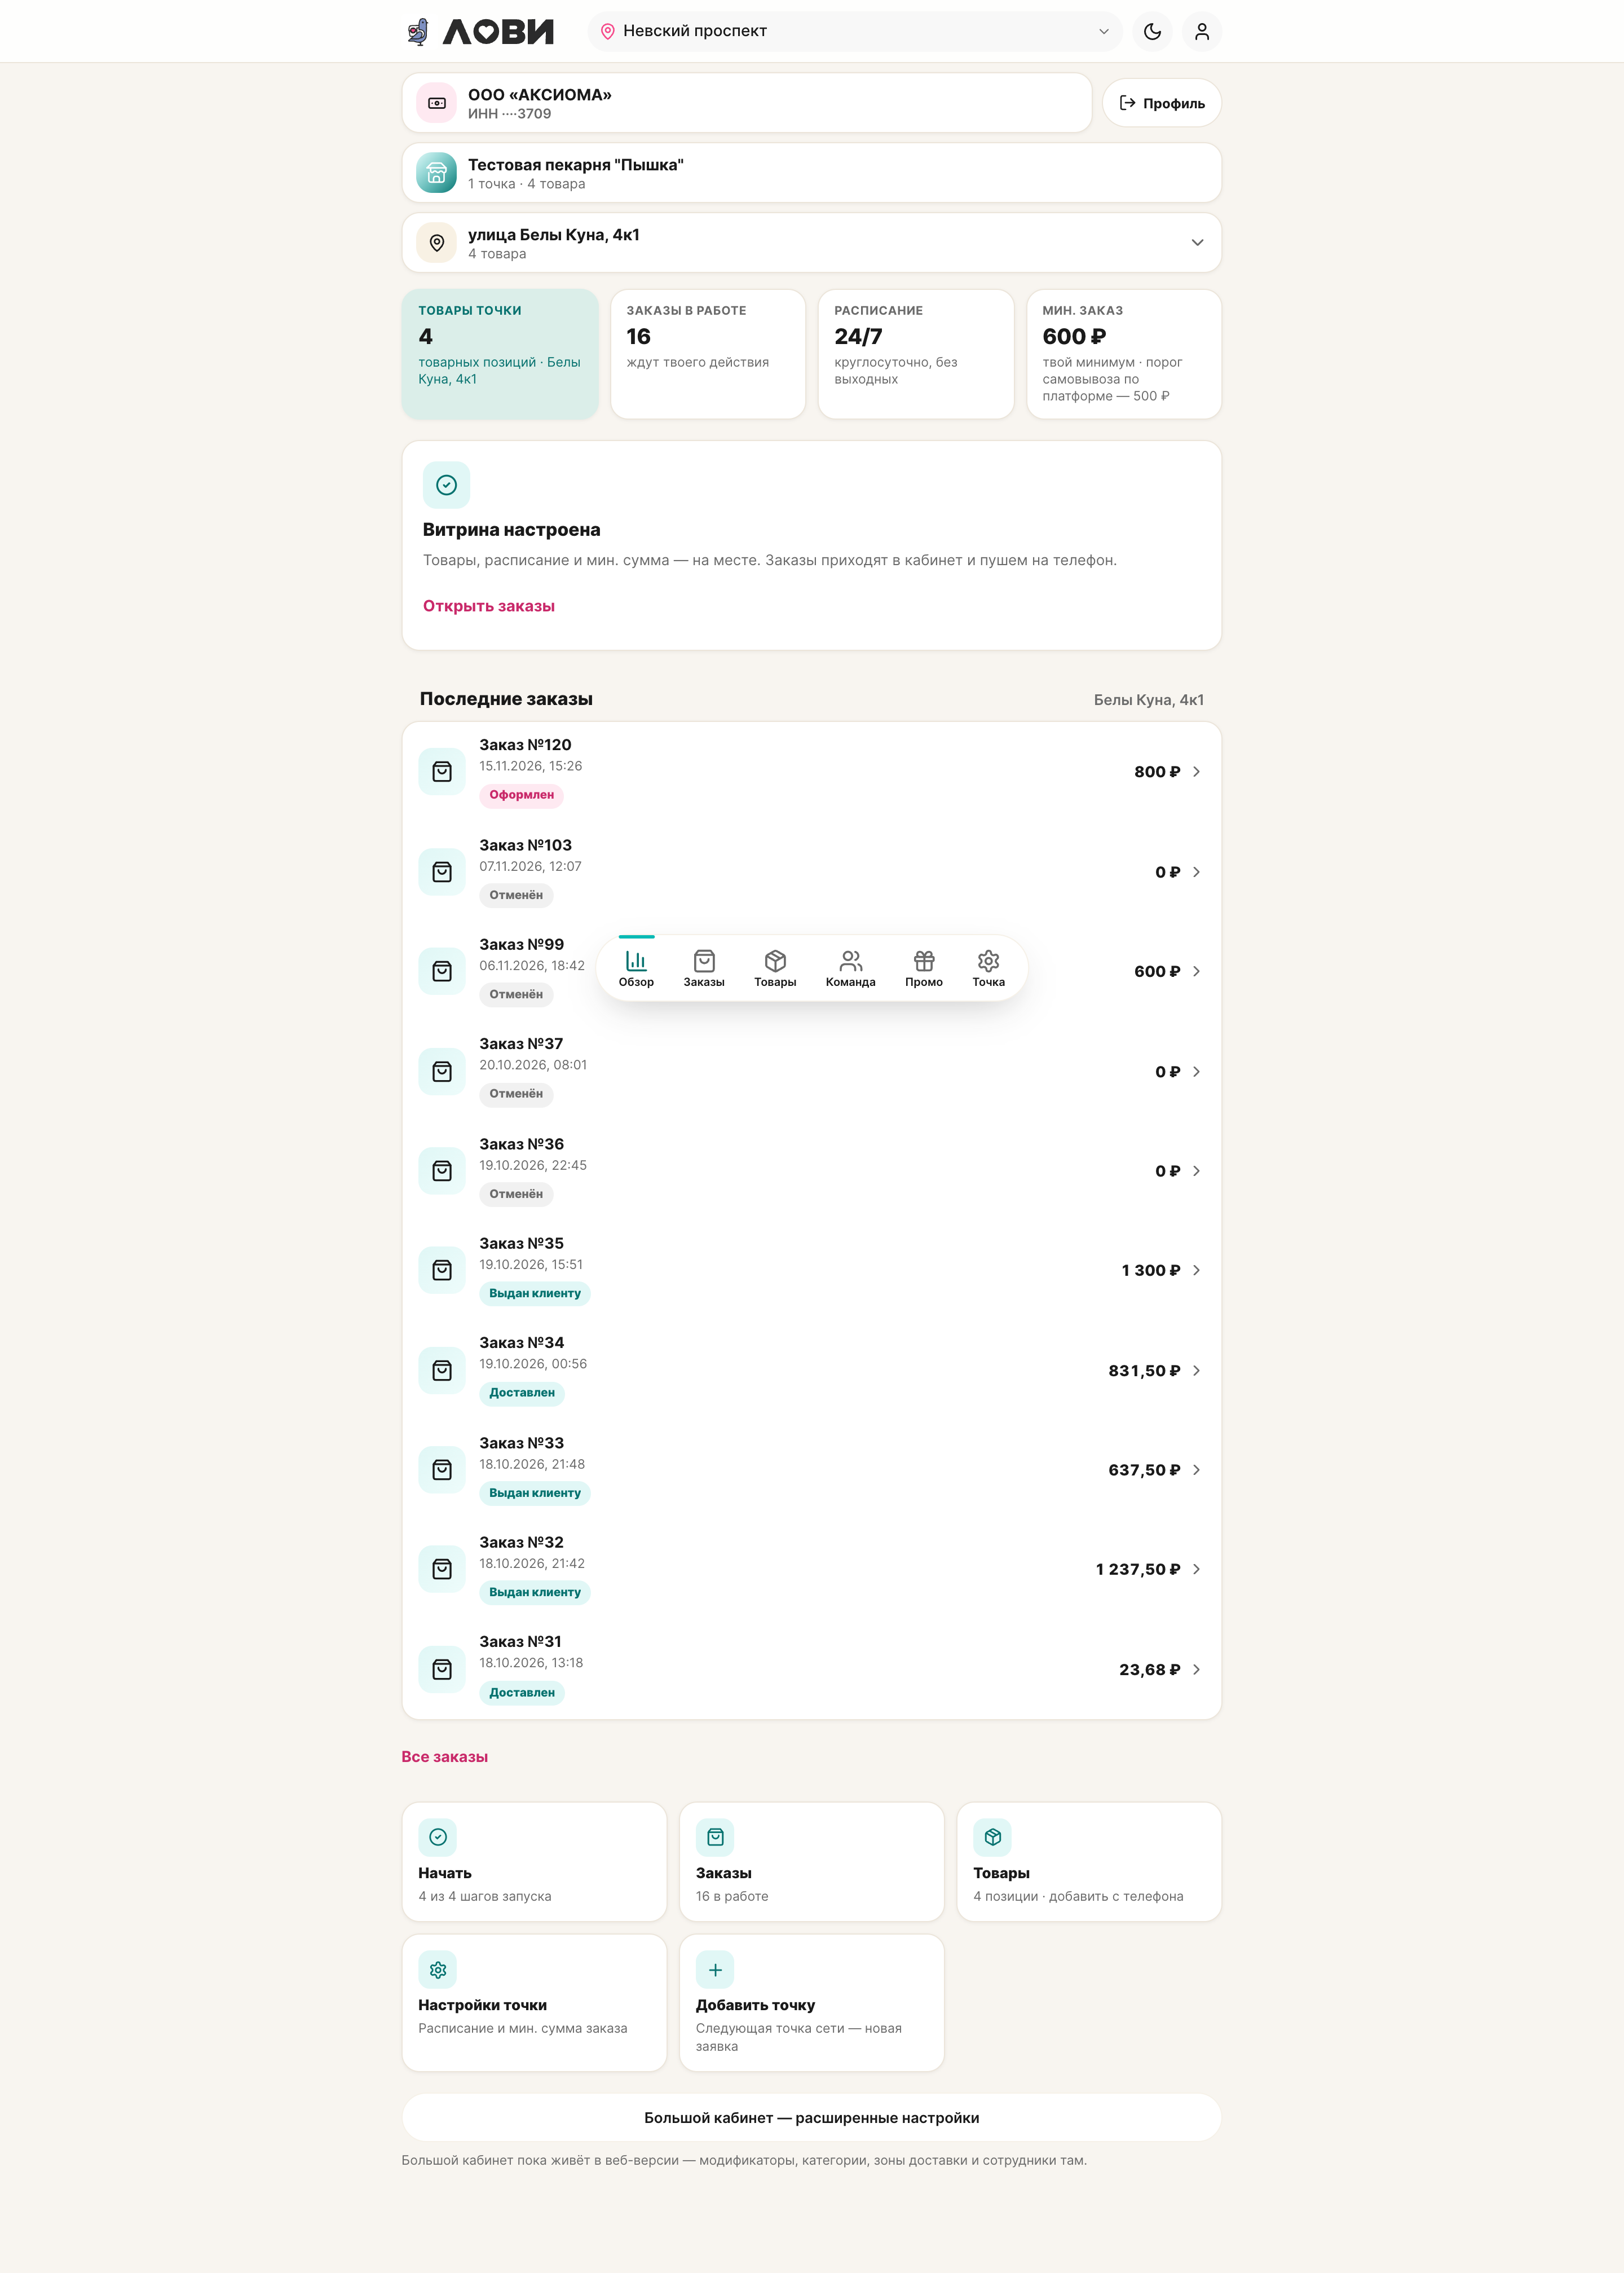 ЛОВИ
Невский проспект
ООО «АКСИОМА»
ИНН ····3709
Профиль
Тестовая пекарня "Пышка"
1 точка · 4 товара
улица Белы Куна, 4к1
4 товара
ТОВАРЫ ТОЧКИ
4
товарных позиций · Белы
Куна, 4к1
ЗАКАЗЫ В РАБОТЕ
16
ждут твоего действия
РАСПИСАНИЕ
24/7
круглосуточно, без
выходных
МИН. ЗАКАЗ
600 ₽
твой минимум · порог
самовывоза по
платформе — 500 ₽
Витрина настроена
Товары, расписание и мин. сумма — на месте. Заказы приходят в кабинет и пушем на телефон.
Открыть заказы
Последние заказы
Белы Куна, 4к1
Заказ №120
15.11.2026, 15:26
Оформлен
800 ₽
Заказ №103
07.11.2026, 12:07
Отменён
0 ₽
Заказ №99
06.11.2026, 18:42
Отменён
600 ₽
Обзор
Заказы
Товары
Команда
Промо
Точка
Заказ №37
20.10.2026, 08:01
Отменён
0 ₽
Заказ №36
19.10.2026, 22:45
Отменён
0 ₽
Заказ №35
19.10.2026, 15:51
Выдан клиенту
1 300 ₽
Заказ №34
19.10.2026, 00:56
Доставлен
831,50 ₽
Заказ №33
18.10.2026, 21:48
Выдан клиенту
637,50 ₽
Заказ №32
18.10.2026, 21:42
Выдан клиенту
1 237,50 ₽
Заказ №31
18.10.2026, 13:18
Доставлен
23,68 ₽
Все заказы
Начать
4 из 4 шагов запуска
Заказы
16 в работе
Товары
4 позиции · добавить с телефона
Настройки точки
Расписание и мин. сумма заказа
Добавить точку
Следующая точка сети — новая
заявка
Большой кабинет — расширенные настройки
Большой кабинет пока живёт в веб-версии — модификаторы, категории, зоны доставки и сотрудники там.